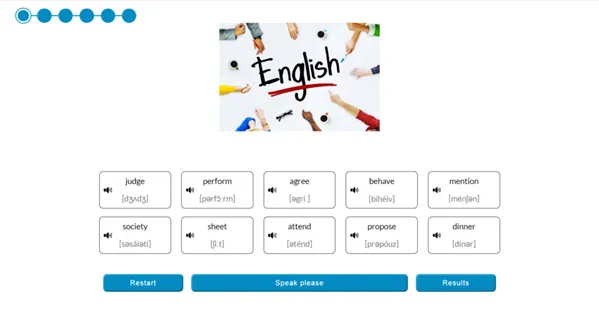 English
judge perform agree behave mention
[dʒʌdʒ] [pərfɔ́ːrm] [əgríː] [bihéiv] [ménʃən]
society sheet attend propose dinner
[səsáiəti] [ʃíːt] [əténd] [prəpóuz] [dínər]
Restart Speak please Results